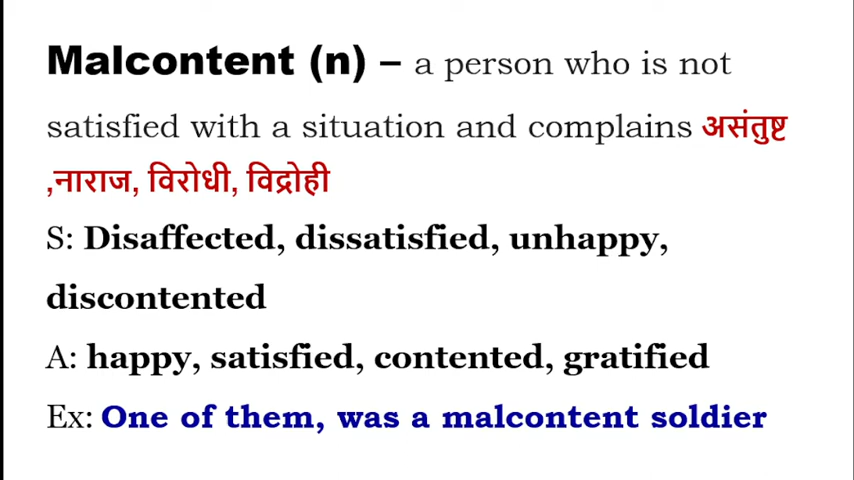 Malcontent (n) – a person who is not
satisfied with a situation and complains असंतुष्ट
,नाराज, विरोधी, विद्रोही
S: Disaffected, dissatisfied, unhappy,
discontented
A: happy, satisfied, contented, gratified
Ex: One of them, was a malcontent soldier